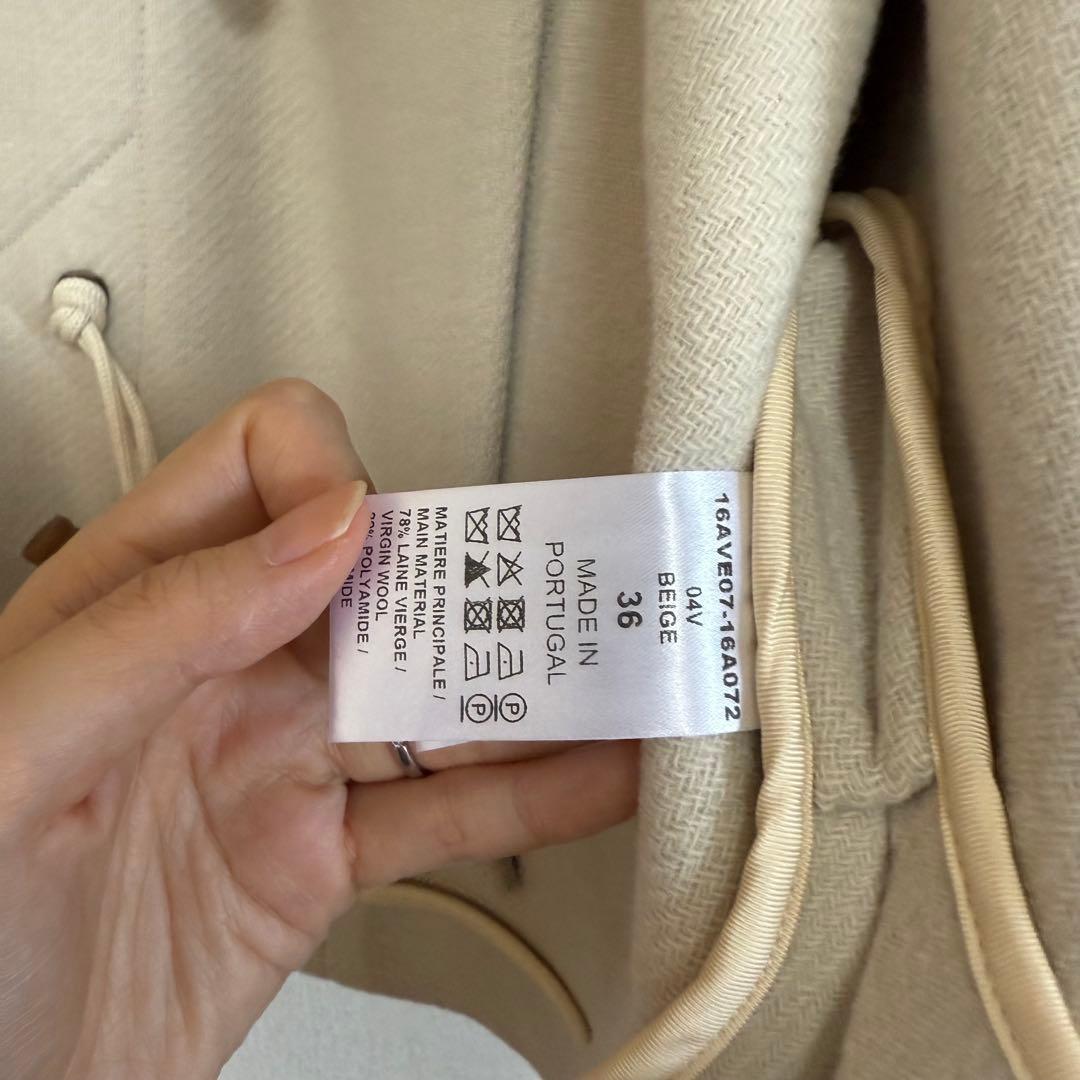 16AVE07-16A072
04V
BEIGE
36
MADE IN
PORTUGAL
P
P
MATIERE PRINCIPALE /
MAIN MATERIAL
78% LAINE VIERGE /
VIRGIN WOOL
POLYAMIDE /